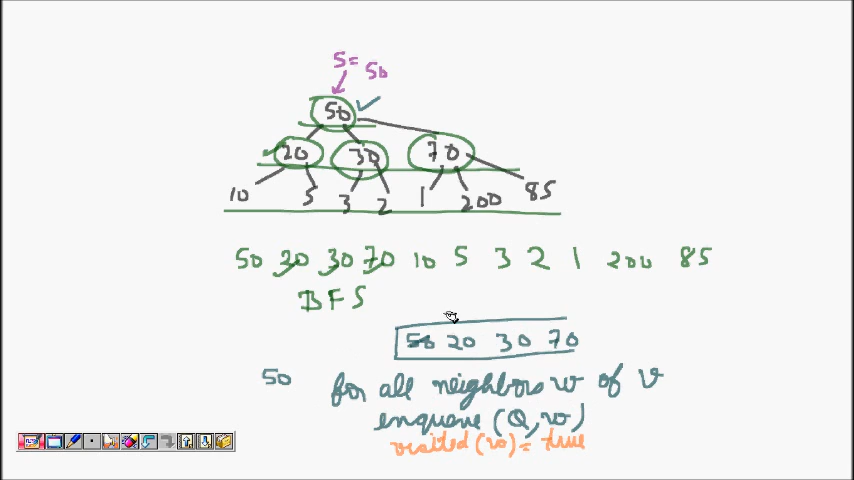 S = 50
50
20 30 70
10 5 3 2 1 200 85
50 20 30 70 10 5 3 2 1 200 85
BFS
50 20 30 70
50 for all neighbors w of v
enqueue (Q, w)
visited (w) = true